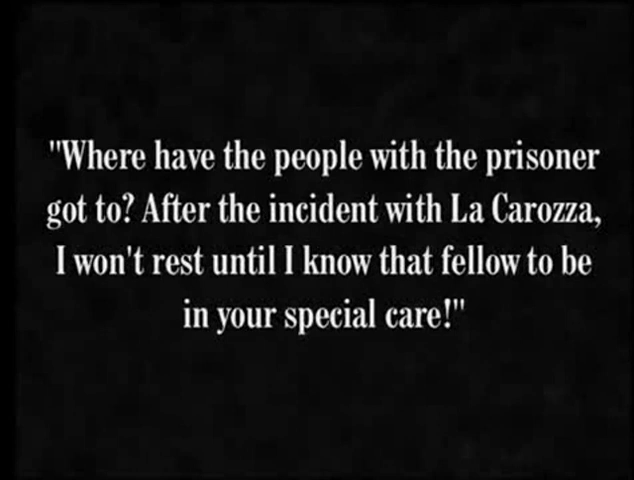 "Where have the people with the prisoner
got to? After the incident with La Carozza,
I won't rest until I know that fellow to be
in your special care!"